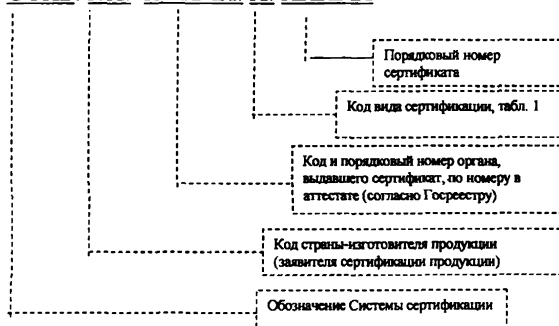 Порядковый номер
сертификата
Код вида сертификации, табл. 1
Код и порядковый номер органа,
выдавшего сертификат, по номеру в
аттестате (согласно Госреестру)
Код страны-изготовителя продукции
(заявителя сертификации продукции)
Обозначение Системы сертификации